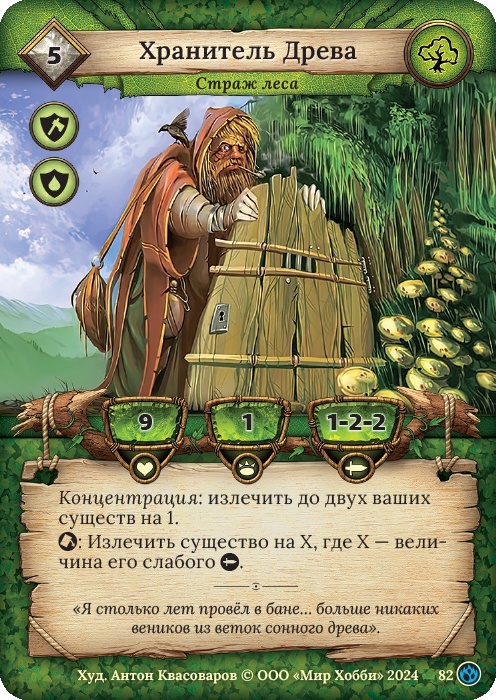 5
Хранитель Древа
Страж леса
9
1
1-2-2
Концентрация: излечить до двух ваших
существ на 1.
: Излечить существо на X, где X — вели-
чина его слабого .
«Я столько лет провёл в бане... больше никаких
веников из веток сонного древа».
Худ. Антон Квасоваров © ООО «Мир Хобби» 2024 82